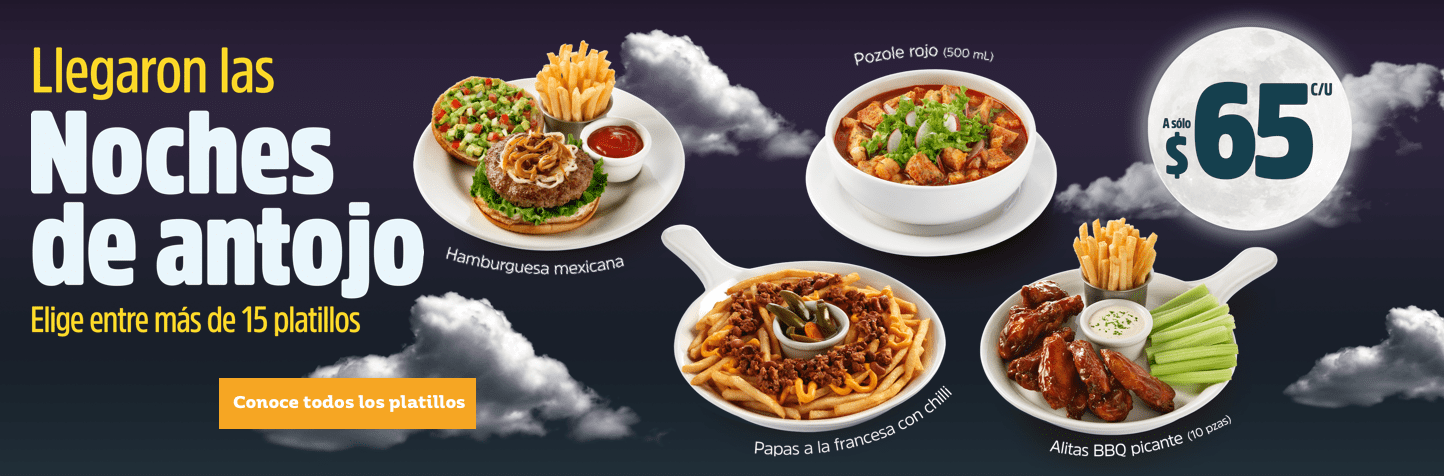 Llegaron las
Noches
de antojo
Elige entre más de 15 platillos
Conoce todos los platillos
Hamburguesa mexicana
Pozole rojo (500 mL)
Papas a la francesa con chilli
Alitas BBQ picante (10 pzas)
A sólo
$65 C/U